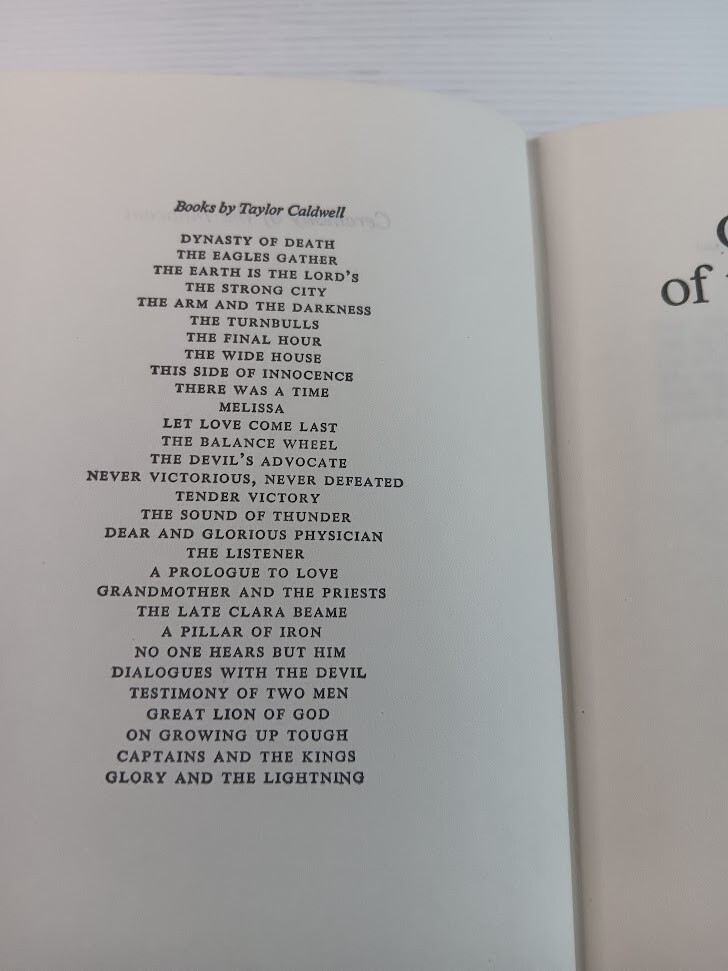 Books by Taylor Caldwell
DYNASTY OF DEATH
THE EAGLES GATHER
THE EARTH IS THE LORD'S
THE STRONG CITY
THE ARM AND THE DARKNESS
THE TURNBULLS
THE FINAL HOUR
THE WIDE HOUSE
THIS SIDE OF INNOCENCE
THERE WAS A TIME
MELISSA
LET LOVE COME LAST
THE BALANCE WHEEL
THE DEVIL'S ADVOCATE
NEVER VICTORIOUS, NEVER DEFEATED
TENDER VICTORY
THE SOUND OF THUNDER
DEAR AND GLORIOUS PHYSICIAN
THE LISTENER
A PROLOGUE TO LOVE
GRANDMOTHER AND THE PRIESTS
THE LATE CLARA BEAME
A PILLAR OF IRON
NO ONE HEARS BUT HIM
DIALOGUES WITH THE DEVIL
TESTIMONY OF TWO MEN
GREAT LION OF GOD
ON GROWING UP TOUGH
CAPTAINS AND THE KINGS
GLORY AND THE LIGHTNING
of